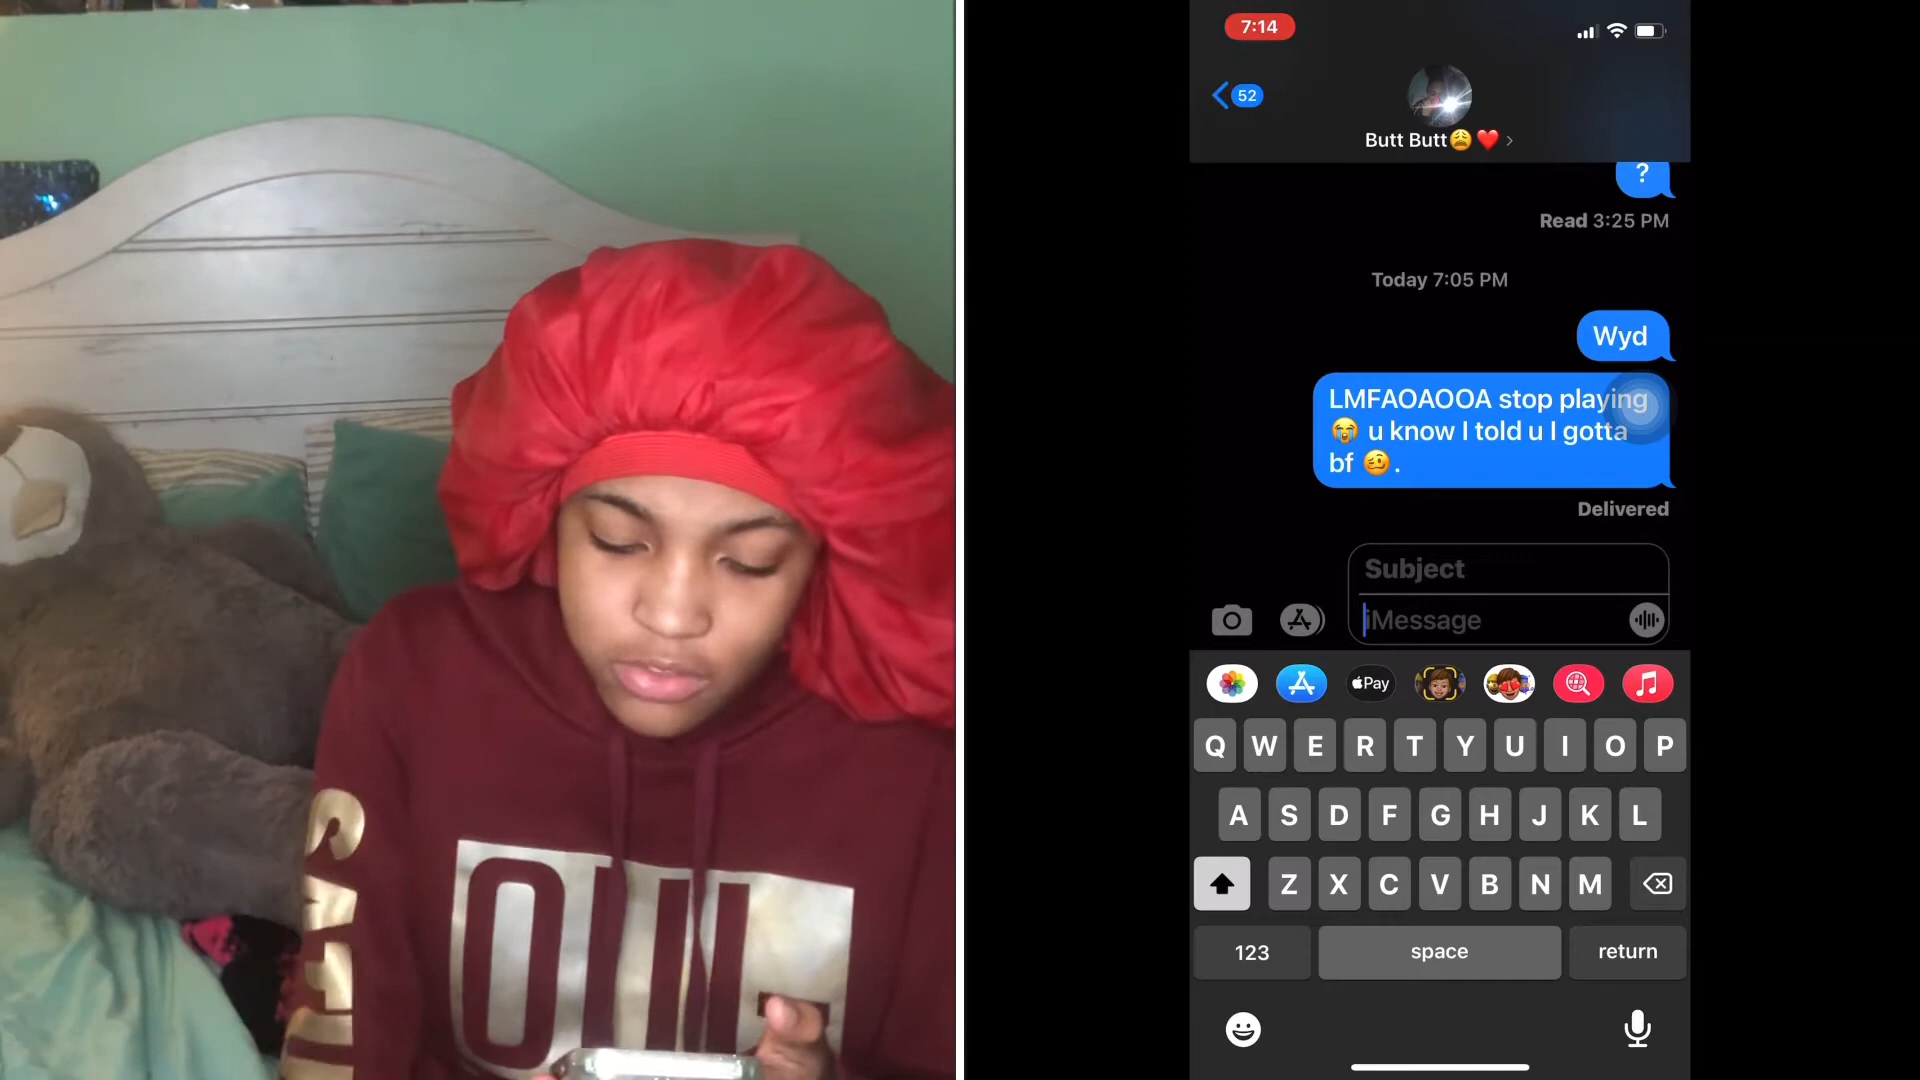 7:14
52
Butt Butt😩❤️
?
Read 3:25 PM
Today 7:05 PM
Wyd
LMFAOAOOA stop playing
😭 u know I told u I gotta
bf 🥴 .
Delivered
Subject
iMessage
Pay
Q W E R T Y U I O P
A S D F G H J K L
Z X C V B N M
123 space return